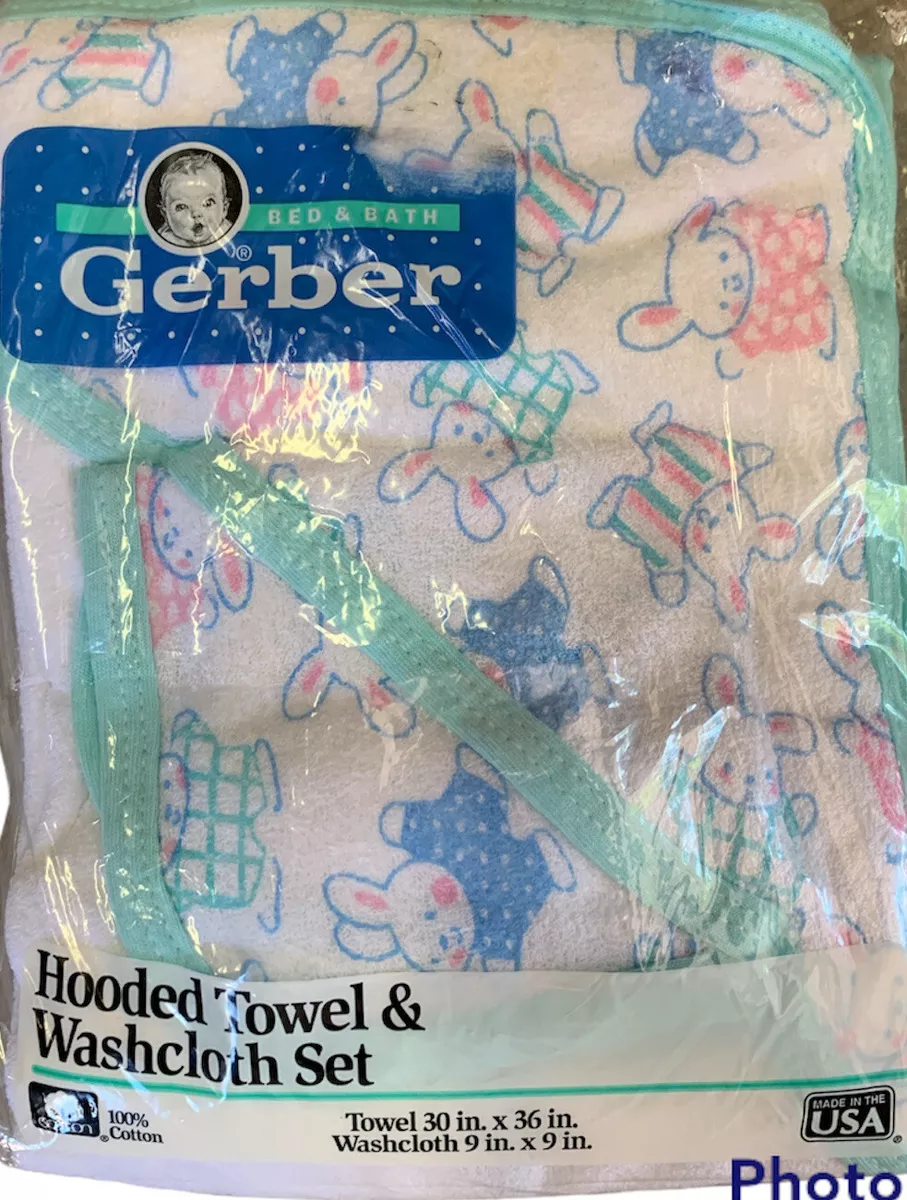 BED & BATH
Gerber®
Hooded Towel &
Washcloth Set
100%
Cotton
Towel 30 in. x 36 in.
Washcloth 9 in. x 9 in.
MADE IN THE
USA
Photo